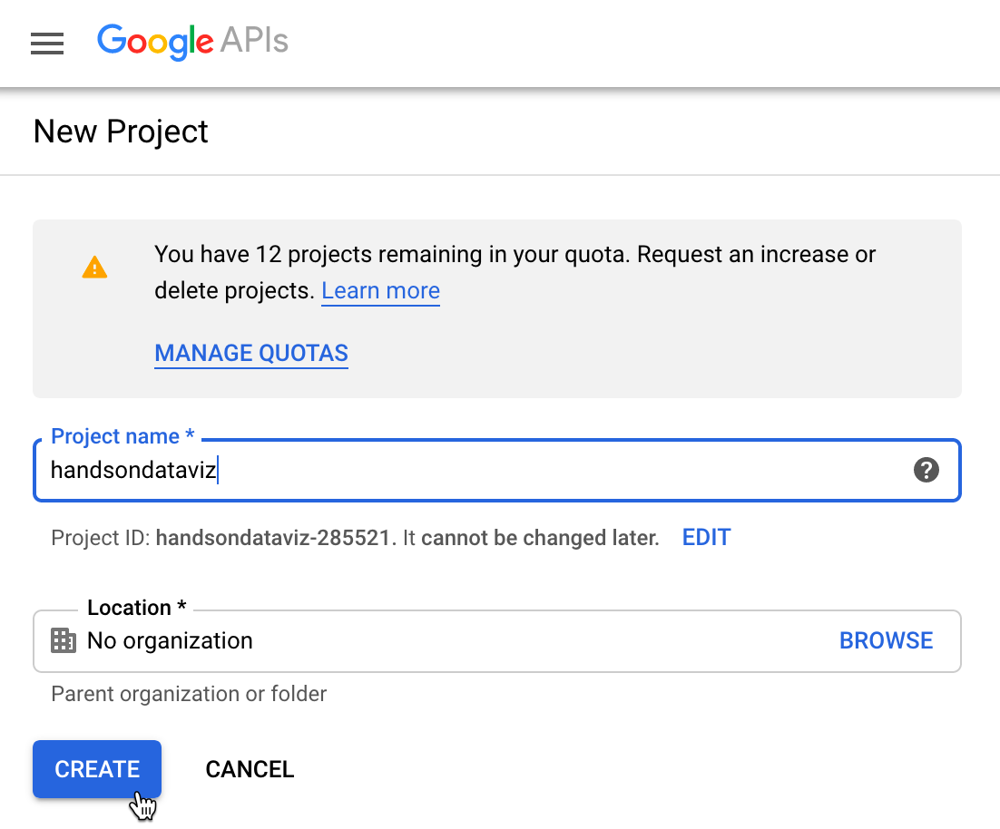 Google APIs
New Project
You have 12 projects remaining in your quota. Request an increase or
delete projects. Learn more
MANAGE QUOTAS
Project name *
handsondataviz
Project ID: handsondataviz-285521. It cannot be changed later. EDIT
Location *
No organization BROWSE
Parent organization or folder
CREATE CANCEL